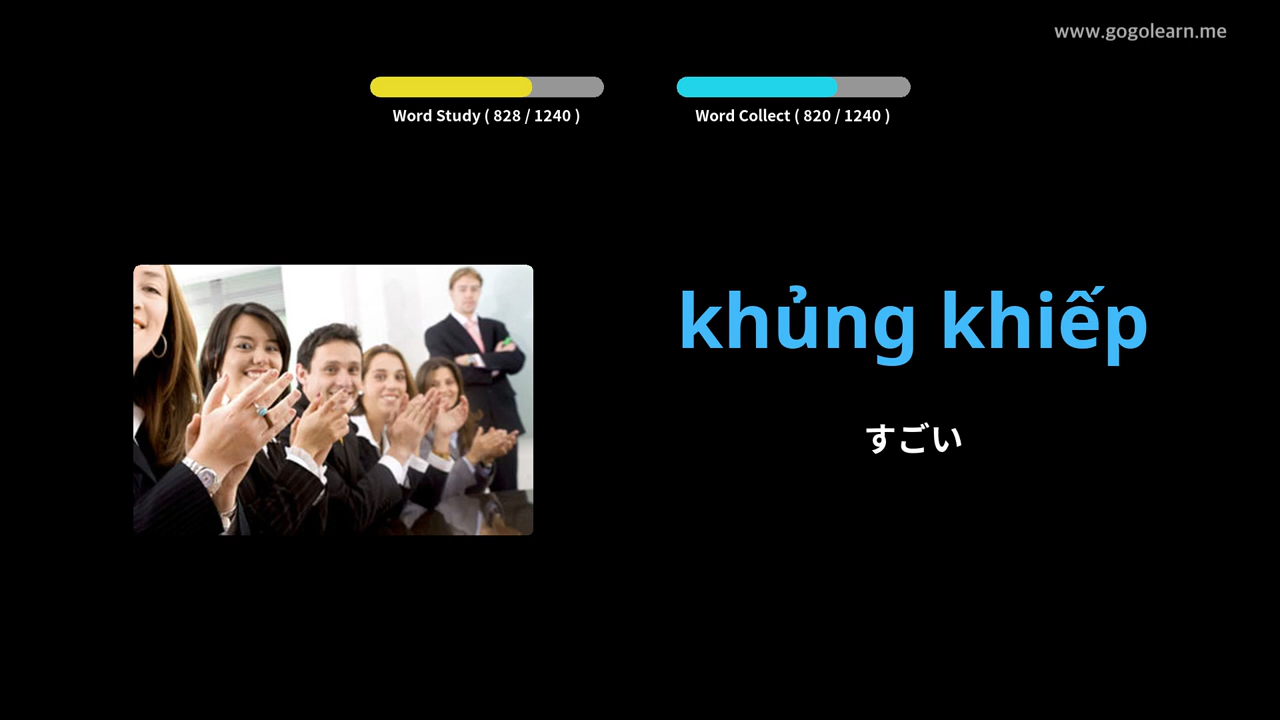 www.gogolearn.me
Word Study ( 828 / 1240 )
Word Collect ( 820 / 1240 )
khủng khiếp
すごい